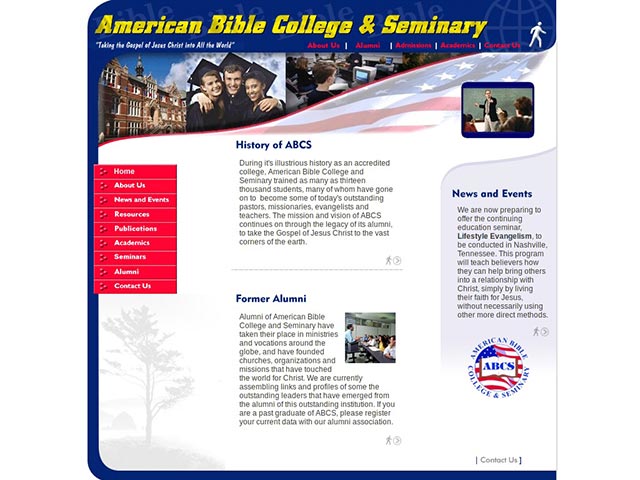 American Bible College & Seminary
"Taking the Gospel of Jesus Christ into All the World"
About Us | Alumni | Admissions | Academics | Contact Us
History of ABCS
During it's illustrious history as an accredited
college, American Bible College and
Seminary trained as many as thirteen
thousand students, many of whom have gone
on to become some of today's outstanding
pastors, missionaries, evangelists and
teachers. The mission and vision of ABCS
continues on through the legacy of its alumni,
to take the Gospel of Jesus Christ to the vast
corners of the earth.
Home
About Us
News and Events
Resources
Publications
Academics
Seminars
Alumni
Contact Us
Former Alumni
Alumni of American Bible
College and Seminary have
taken their place in ministries
and vocations around the
globe, and have founded
churches, organizations and
missions that have touched
the world for Christ. We are currently
assembling links and profiles of some the
outstanding leaders that have emerged from
the alumni of this outstanding institution. If you
are a past graduate of ABCS, please register
your current data with our alumni association.
News and Events
We are now preparing to
offer the continuing
education seminar,
Lifestyle Evangelism, to
be conducted in Nashville,
Tennessee. This program
will teach believers how
they can help bring others
into a relationship with
Christ, simply by living
their faith for Jesus,
without necessarily using
other more direct methods.
AMERICAN BIBLE
ABCS
COLLEGE & SEMINARY
| Contact Us ]